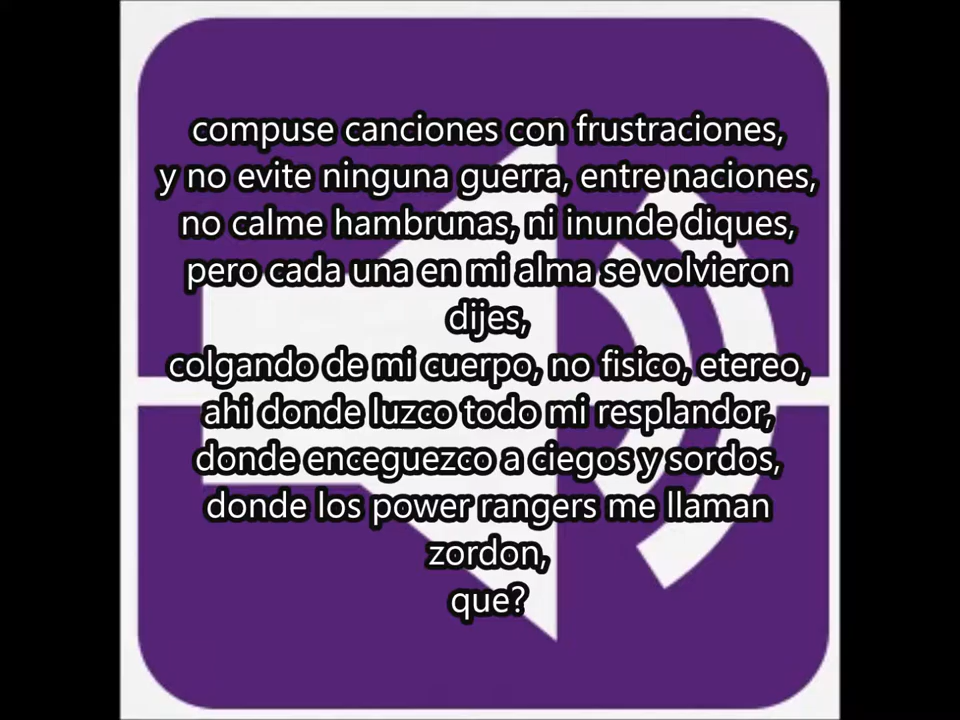 compuse canciones con frustraciones,
y no evite ninguna guerra, entre naciones,
no calme hambrunas, ni inunde diques,
pero cada una en mi alma se volvieron
dijes,
colgando de mi cuerpo, no fisico, etereo,
ahi donde luzco todo mi resplandor,
donde enceguezco a ciegos y sordos,
donde los power rangers me llaman
zordon,
que?